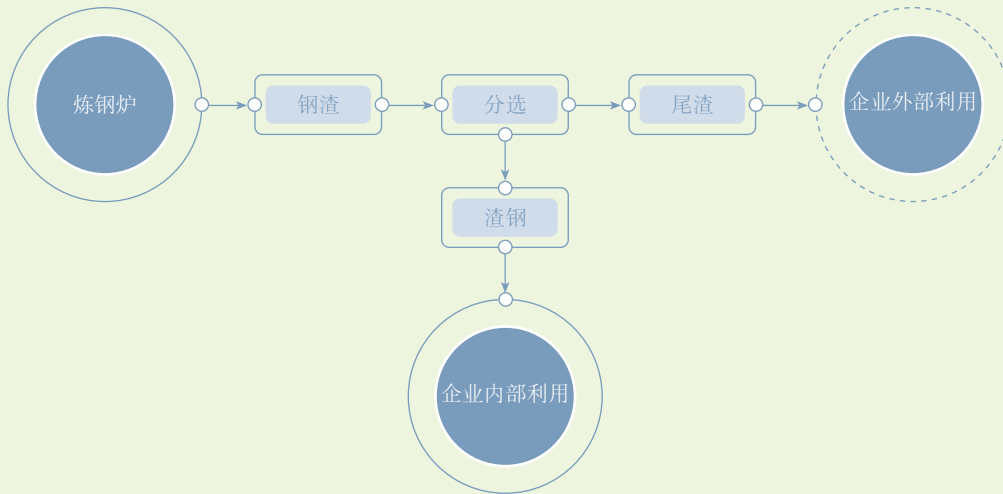 炼钢炉
钢渣
分选
尾渣
企业外部利用
渣钢
企业内部利用